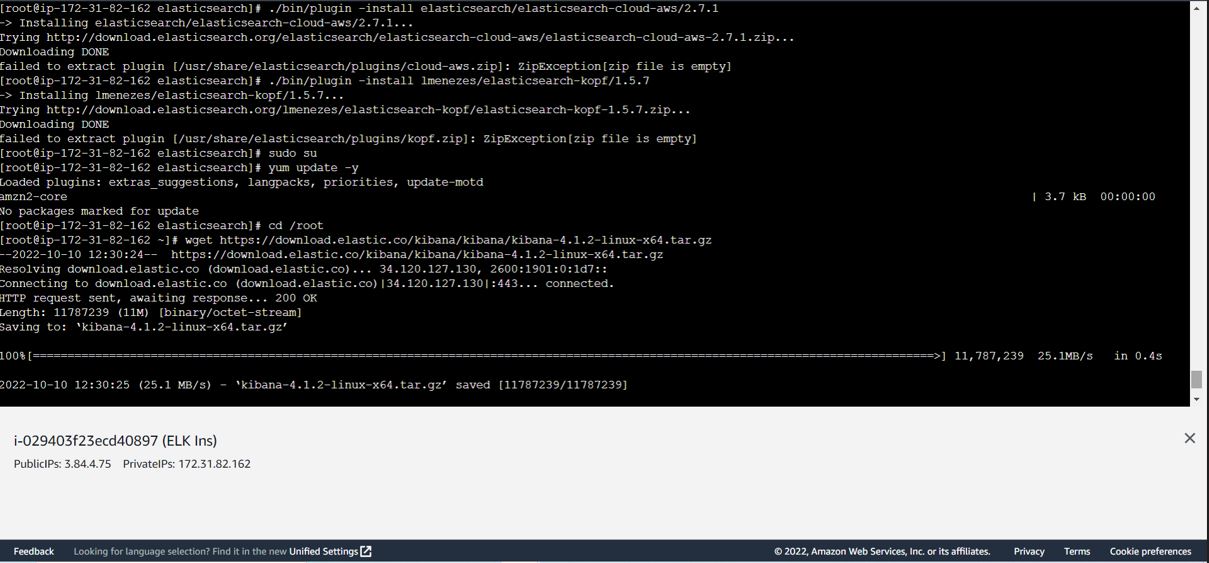 [root@ip-172-31-82-162 elasticsearch]# ./bin/plugin -install elasticsearch/elasticsearch-cloud-aws/2.7.1
-> Installing elasticsearch/elasticsearch-cloud-aws/2.7.1...
Trying http://download.elasticsearch.org/elasticsearch/elasticsearch-cloud-aws/elasticsearch-cloud-aws-2.7.1.zip...
Downloading DONE
failed to extract plugin [/usr/share/elasticsearch/plugins/cloud-aws.zip]: ZipException[zip file is empty]
[root@ip-172-31-82-162 elasticsearch]# ./bin/plugin -install lmenezes/elasticsearch-kopf/1.5.7
-> Installing lmenezes/elasticsearch-kopf/1.5.7...
Trying http://download.elasticsearch.org/lmenezes/elasticsearch-kopf/elasticsearch-kopf-1.5.7.zip...
Downloading DONE
failed to extract plugin [/usr/share/elasticsearch/plugins/kopf.zip]: ZipException[zip file is empty]
[root@ip-172-31-82-162 elasticsearch]# sudo su
[root@ip-172-31-82-162 elasticsearch]# yum update -y
Loaded plugins: extras_suggestions, langpacks, priorities, update-motd
amzn2-core | 3.7 kB 00:00:00
No packages marked for update
[root@ip-172-31-82-162 elasticsearch]# cd /root
[root@ip-172-31-82-162 ~]# wget https://download.elastic.co/kibana/kibana/kibana-4.1.2-linux-x64.tar.gz
--2022-10-10 12:30:24-- https://download.elastic.co/kibana/kibana/kibana-4.1.2-linux-x64.tar.gz
Resolving download.elastic.co (download.elastic.co)... 34.120.127.130, 2600:1901:0:1d7::
Connecting to download.elastic.co (download.elastic.co)|34.120.127.130|:443... connected.
HTTP request sent, awaiting response... 200 OK
Length: 11787239 (11M) [binary/octet-stream]
Saving to: ‘kibana-4.1.2-linux-x64.tar.gz’
100%[======================================================================================================================================>] 11,787,239 25.1MB/s in 0.4s
2022-10-10 12:30:25 (25.1 MB/s) - ‘kibana-4.1.2-linux-x64.tar.gz’ saved [11787239/11787239]
i-029403f23ecd40897 (ELK Ins)
PublicIPs: 3.84.4.75 PrivateIPs: 172.31.82.162
Feedback Looking for language selection? Find it in the new Unified Settings © 2022, Amazon Web Services, Inc. or its affiliates. Privacy Terms Cookie preferences